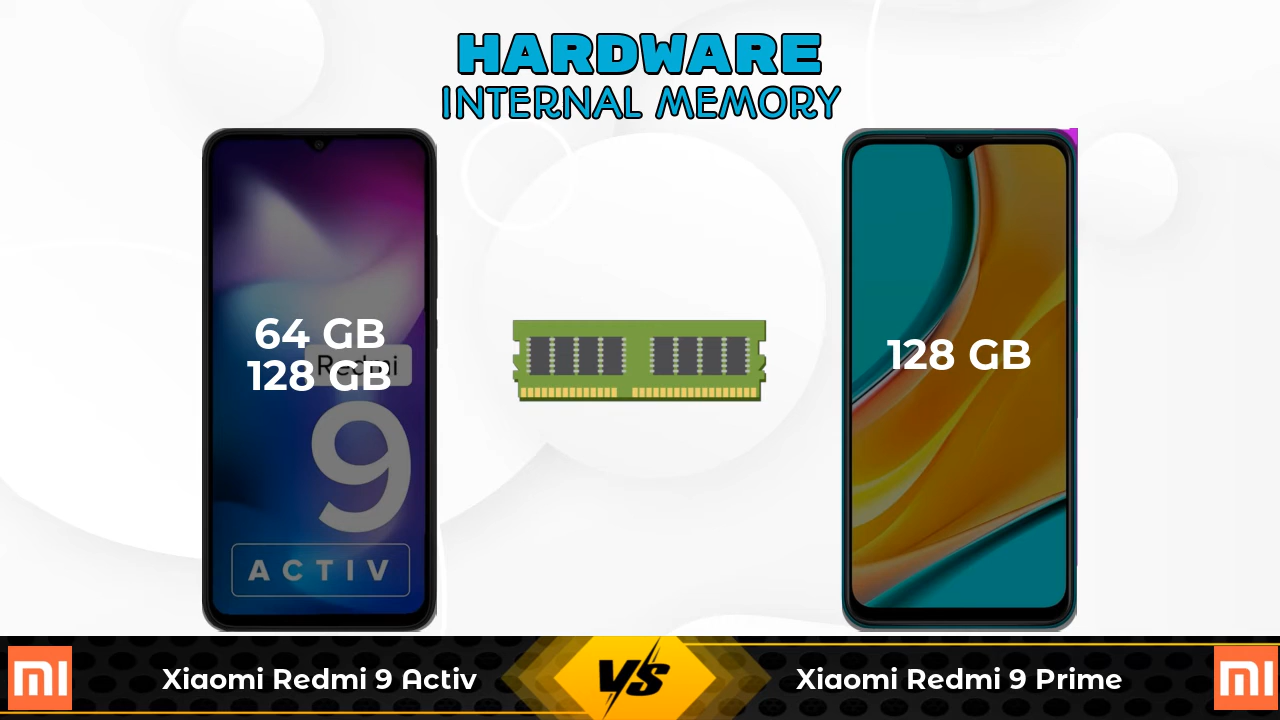 HARDWARE
INTERNAL MEMORY
64 GB
128 GB
Redmi
9
ACTIV
128 GB
mi
Xiaomi Redmi 9 Activ
VS
Xiaomi Redmi 9 Prime
mi